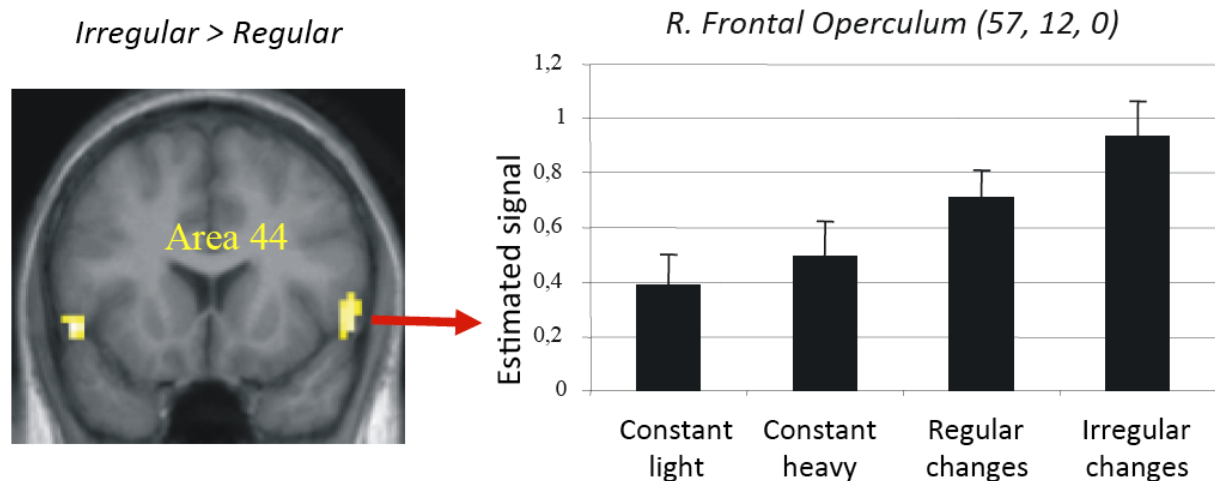 Irregular > Regular
Area 44
R. Frontal Operculum (57, 12, 0)
Estimated signal
1,2
1
0,8
0,6
0,4
0,2
0
Constant light
Constant heavy
Regular changes
Irregular changes